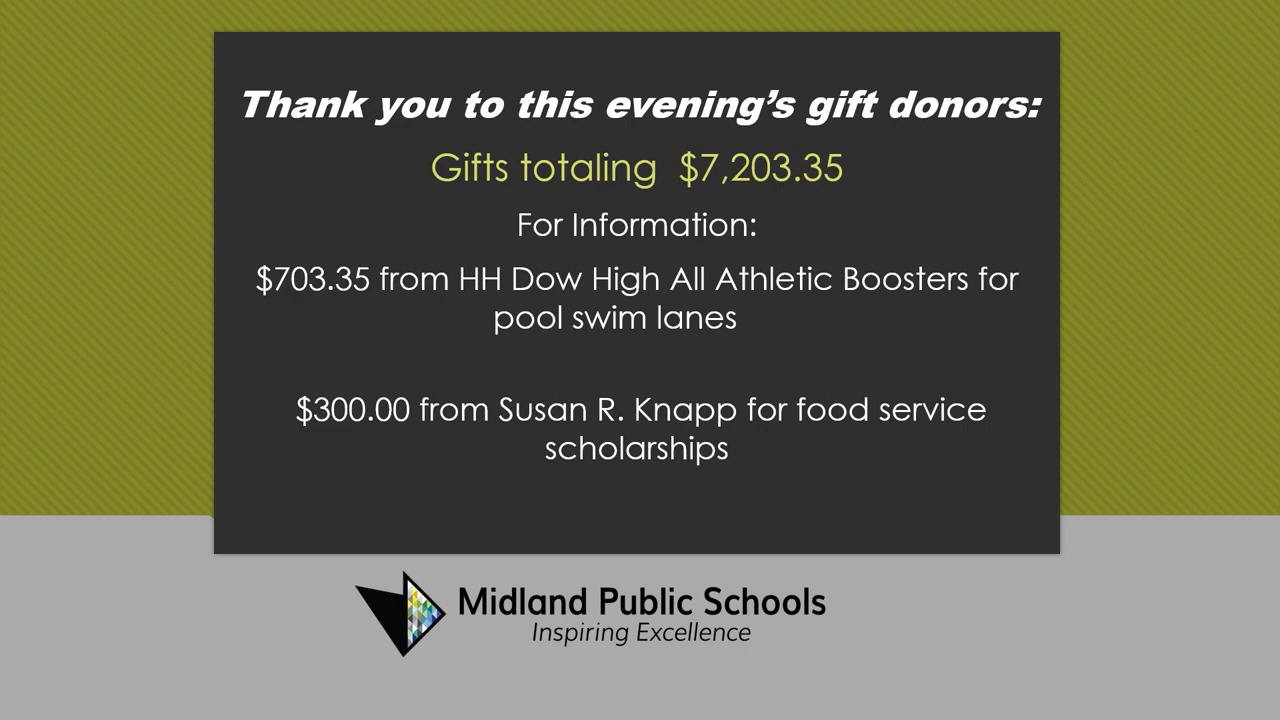 Thank you to this evening’s gift donors:
Gifts totaling  $7,203.35
For Information:
$703.35 from HH Dow High All Athletic Boosters for
pool swim lanes
$300.00 from Susan R. Knapp for food service
scholarships
Midland Public Schools
Inspiring Excellence